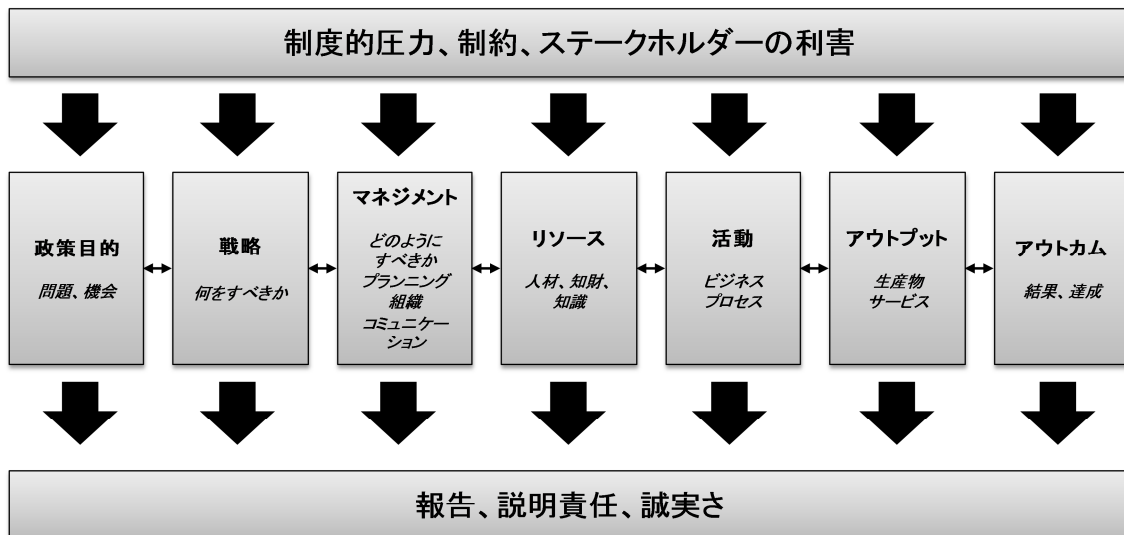 制度的圧力、制約、ステークホルダーの利害
政策目的
問題、機会
戦略
何をすべきか
マネジメント
どのように
すべきか
プランニング
組織
コミュニケー
ション
リソース
人材、知財、
知識
活動
ビジネス
プロセス
アウトプット
生産物
サービス
アウトカム
結果、達成
報告、説明責任、誠実さ